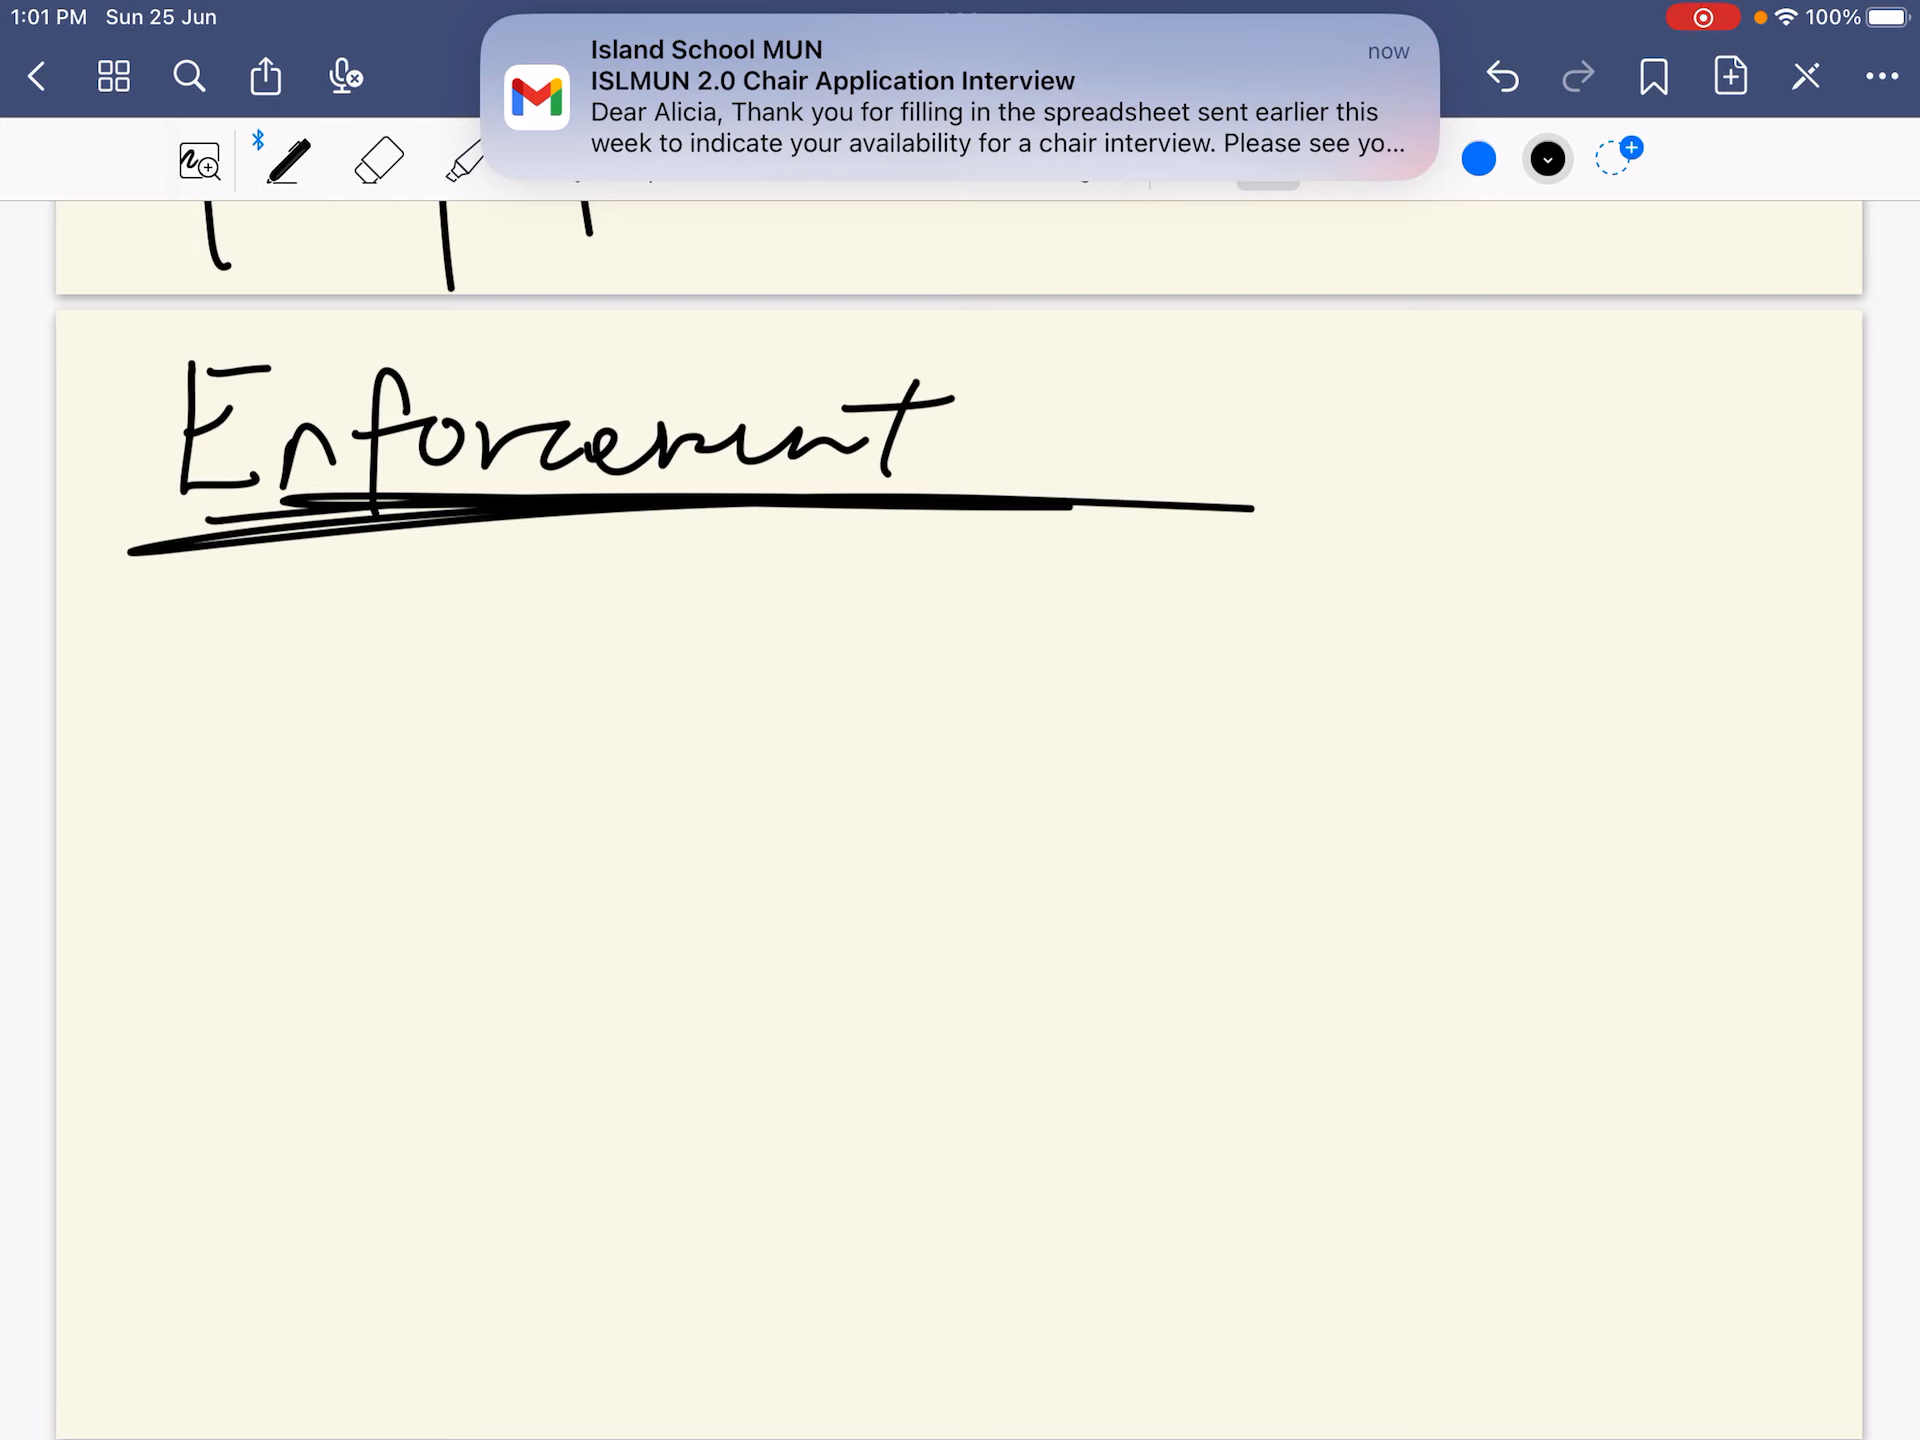 1:01 PM Sun 25 Jun
100%
Island School MUN
now
ISLMUN 2.0 Chair Application Interview
Dear Alicia, Thank you for filling in the spreadsheet sent earlier this
week to indicate your availability for a chair interview. Please see yo...
Enforcement